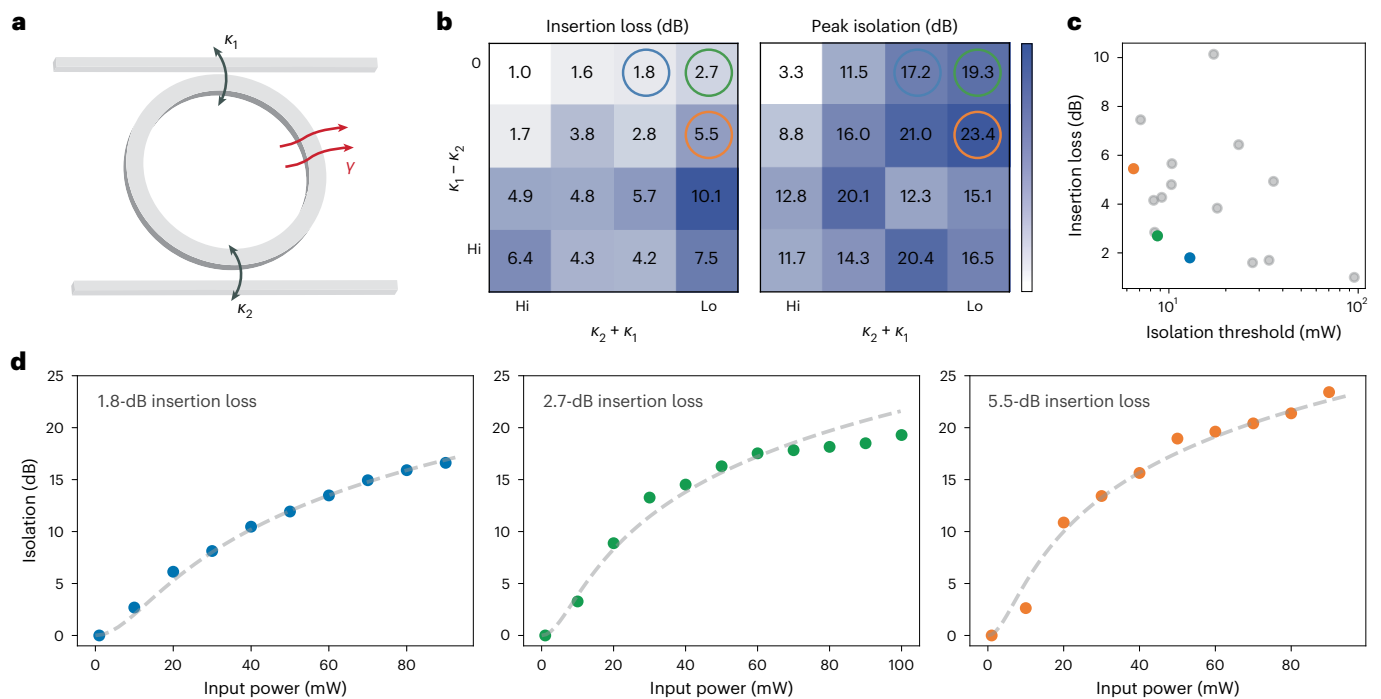 a
κ1
γ
κ2
b
Insertion loss (dB)
Peak isolation (dB)
0
1.0 1.6 1.8 2.7
1.7 3.8 2.8 5.5
4.9 4.8 5.7 10.1
6.4 4.3 4.2 7.5
κ1 − κ2
Hi
Hi Lo
κ2 + κ1
3.3 11.5 17.2 19.3
8.8 16.0 21.0 23.4
12.8 20.1 12.3 15.1
11.7 14.3 20.4 16.5
Hi Lo
κ2 + κ1
c
Insertion loss (dB)
10
8
6
4
2
10¹ 10²
Isolation threshold (mW)
d
Isolation (dB)
25
20
15
10
5
0
1.8-dB insertion loss
0 20 40 60 80
Input power (mW)
25
20
15
10
5
0
2.7-dB insertion loss
0 20 40 60 80 100
Input power (mW)
25
20
15
10
5
0
5.5-dB insertion loss
0 20 40 60 80
Input power (mW)